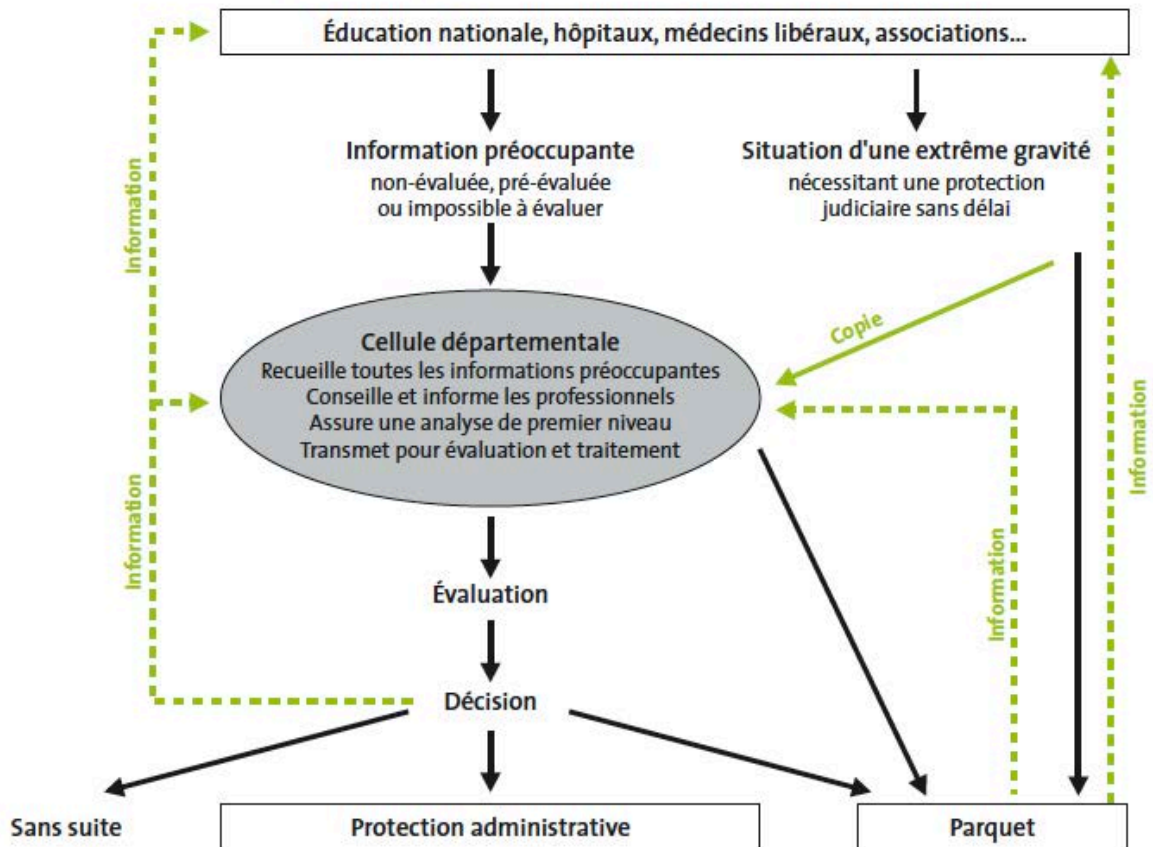 Éducation nationale, hôpitaux, médecins libéraux, associations...
Information préoccupante
non-évaluée, pré-évaluée
ou impossible à évaluer
Situation d'une extrême gravité
nécessitant une protection
judiciaire sans délai
Information
Copie
Cellule départementale
Recueille toutes les informations préoccupantes
Conseille et informe les professionnels
Assure une analyse de premier niveau
Transmet pour évaluation et traitement
Information
Information
Information
Évaluation
Décision
Sans suite
Protection administrative
Parquet